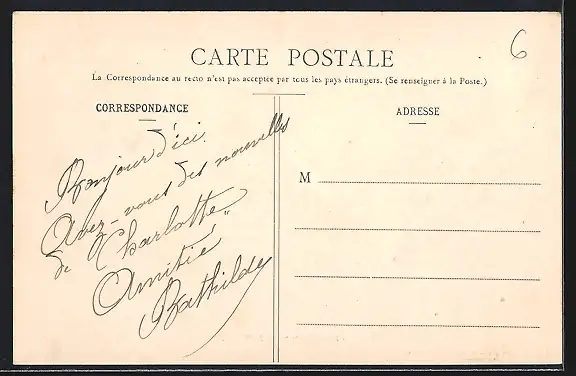 6
CARTE POSTALE
La Correspondance au recto n'est pas acceptée par tous les pays étrangers. (Se renseigner à la Poste.)
CORRESPONDANCE
Bonjour d'ici.
Avez-vous des nouvelles
de Charlotte
Amitié
Bathilde
ADRESSE
M